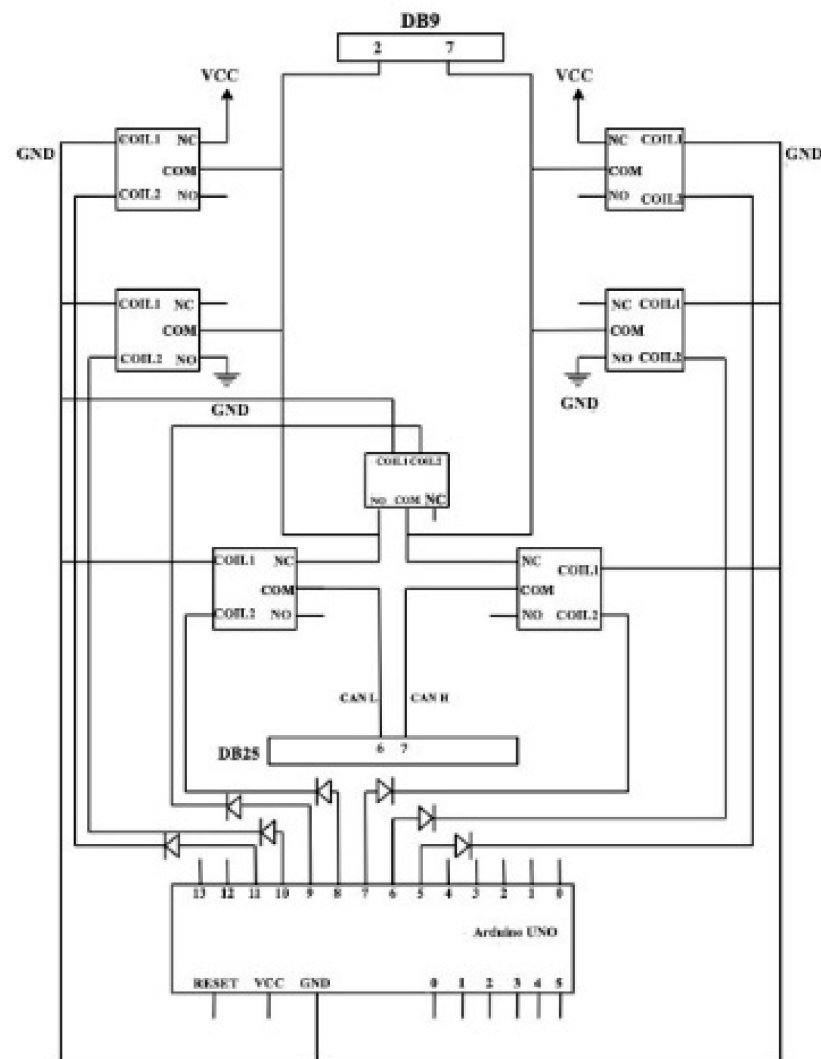 DB9
2 7
VCC VCC
GND COIL1 NC NC COIL1 GND
COM COM
COIL2 NO NO COIL2
COIL1 NC NC COIL1
COM COM
COIL2 NO NO COIL2
GND GND
COIL1 COIL2
NO COM NC
COIL1 NC NC COIL1
COM COM
COIL2 NO NO COIL2
CAN L CAN H
DB25 6 7
13 12 11 10 9 8 7 6 5 4 3 2 1 0
Arduino UNO
RESET VCC GND 0 1 2 3 4 5